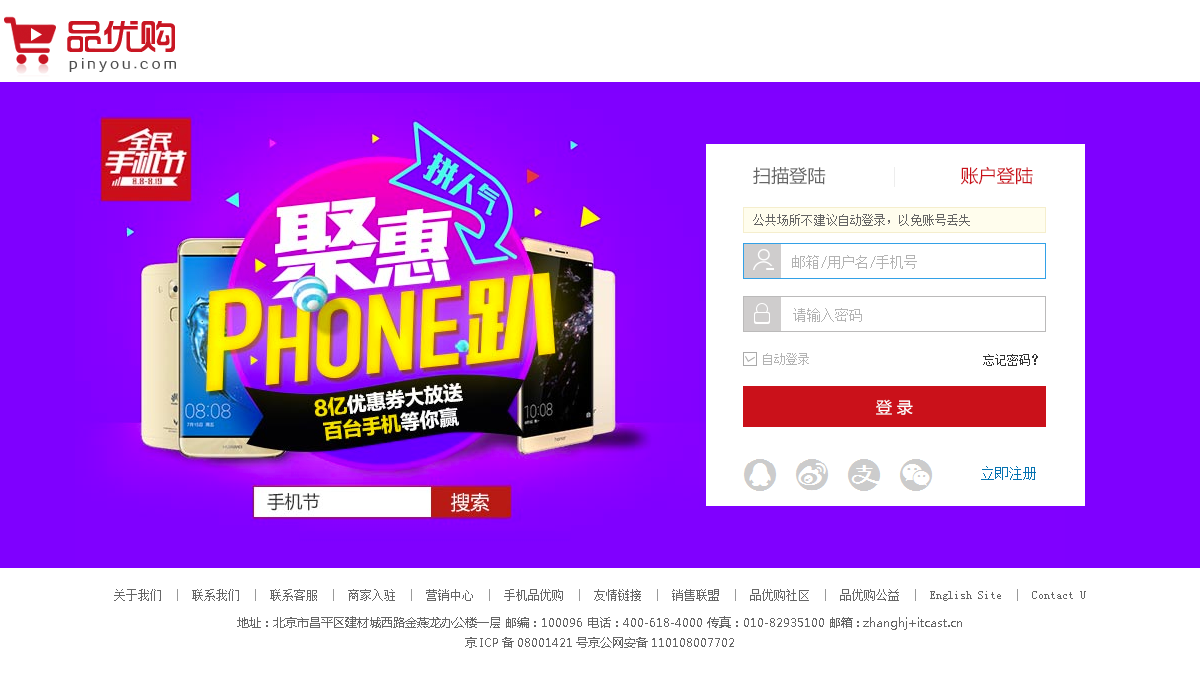 品优购
pinyou.com
全民
手机节
8.8-8.19
拼人气
聚惠
PHONE趴
8亿优惠券大放送
百台手机等你赢
08:08
10:08
手机节 搜索
扫描登陆 账户登陆
公共场所不建议自动登录，以免账号丢失
邮箱/用户名/手机号
请输入密码
自动登录 忘记密码?
登 录
支
立即注册
关于我们 | 联系我们 | 联系客服 | 商家入驻 | 营销中心 | 手机品优购 | 友情链接 | 销售联盟 | 品优购社区 | 品优购公益 | English Site | Contact U
地址：北京市昌平区建材城西路金燕龙办公楼一层 邮编：100096 电话：400-618-4000 传真：010-82935100 邮箱：zhanghj+itcast.cn
京ICP备08001421号京公网安备110108007702